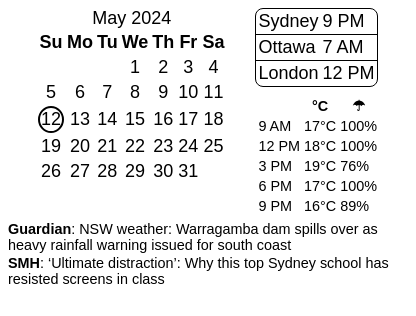 May 2024
Su Mo Tu We Th Fr Sa
1 2 3 4
5 6 7 8 9 10 11
12 13 14 15 16 17 18
19 20 21 22 23 24 25
26 27 28 29 30 31
Sydney 9 PM
Ottawa 7 AM
London 12 PM
°C ☂
9 AM 17°C 100%
12 PM 18°C 100%
3 PM 19°C 76%
6 PM 17°C 100%
9 PM 16°C 89%
Guardian: NSW weather: Warragamba dam spills over as
heavy rainfall warning issued for south coast
SMH: ‘Ultimate distraction’: Why this top Sydney school has
resisted screens in class